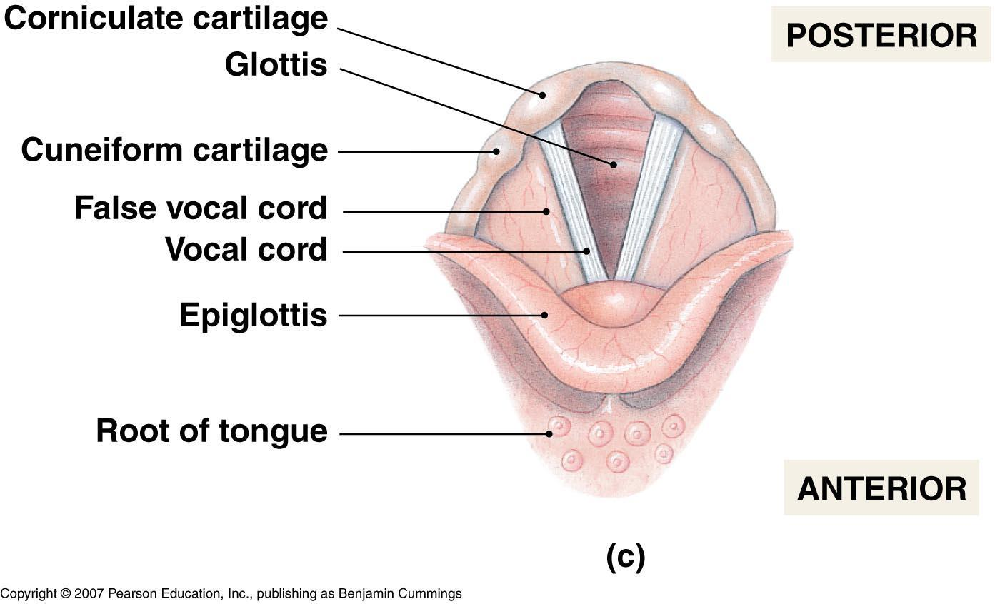 Corniculate cartilage
POSTERIOR
Glottis
Cuneiform cartilage
False vocal cord
Vocal cord
Epiglottis
Root of tongue
ANTERIOR
(c)
Copyright © 2007 Pearson Education, Inc., publishing as Benjamin Cummings